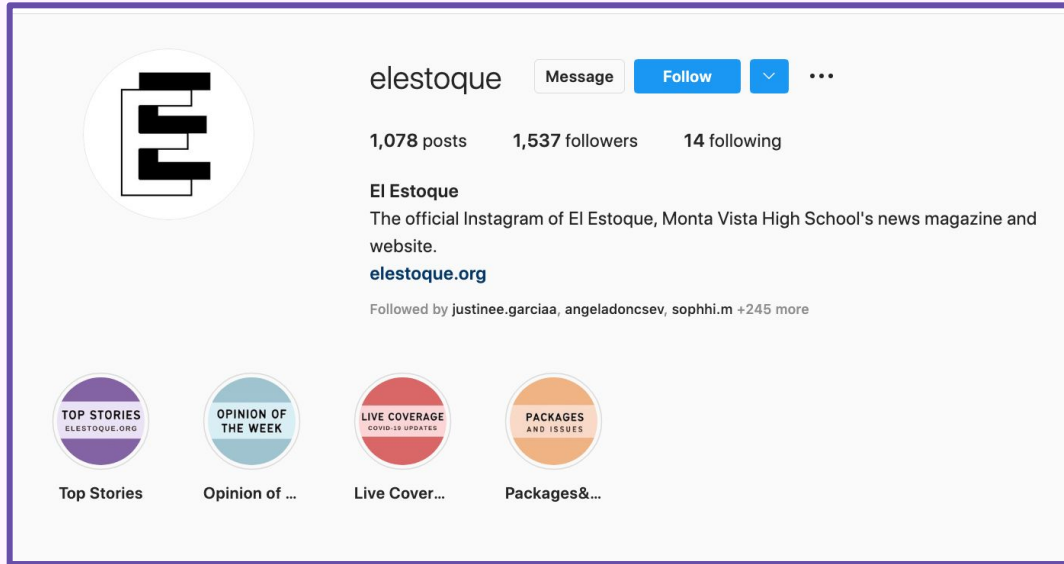 E
elestoque Message Follow
1,078 posts 1,537 followers 14 following
El Estoque
The official Instagram of El Estoque, Monta Vista High School's news magazine and
website.
elestoque.org
Followed by justinee.garciaa, angeladoncsev, sophhi.m +245 more
TOP STORIES
ELESTOQUE.ORG
OPINION OF
THE WEEK
LIVE COVERAGE
COVID-19 UPDATES
PACKAGES
AND ISSUES
Top Stories Opinion of ... Live Cover... Packages&...